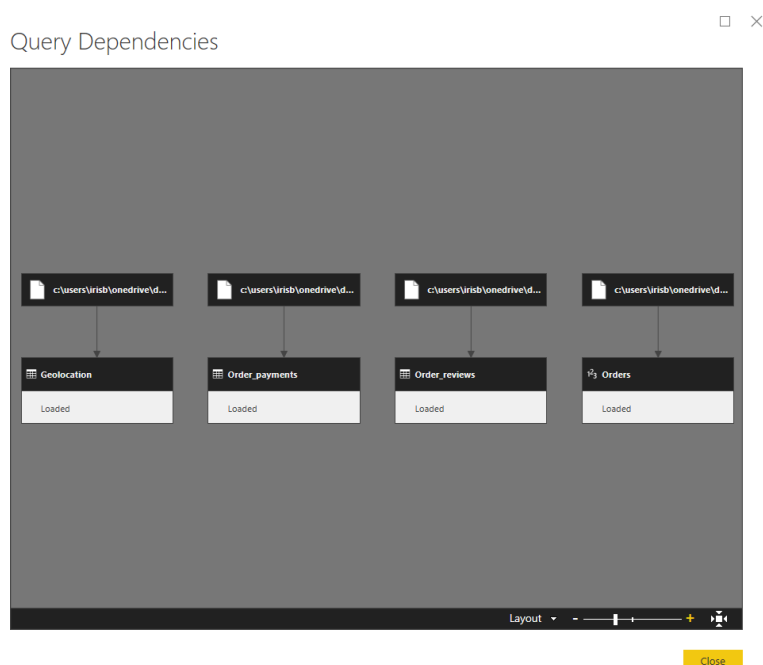 Query Dependencies
c:\users\irisb\onedrive\d... c:\users\irisb\onedrive\d... c:\users\irisb\onedrive\d... c:\users\irisb\onedrive\d...
Geolocation Order_payments Order_reviews 1²3 Orders
Loaded Loaded Loaded Loaded
Layout - +
Close